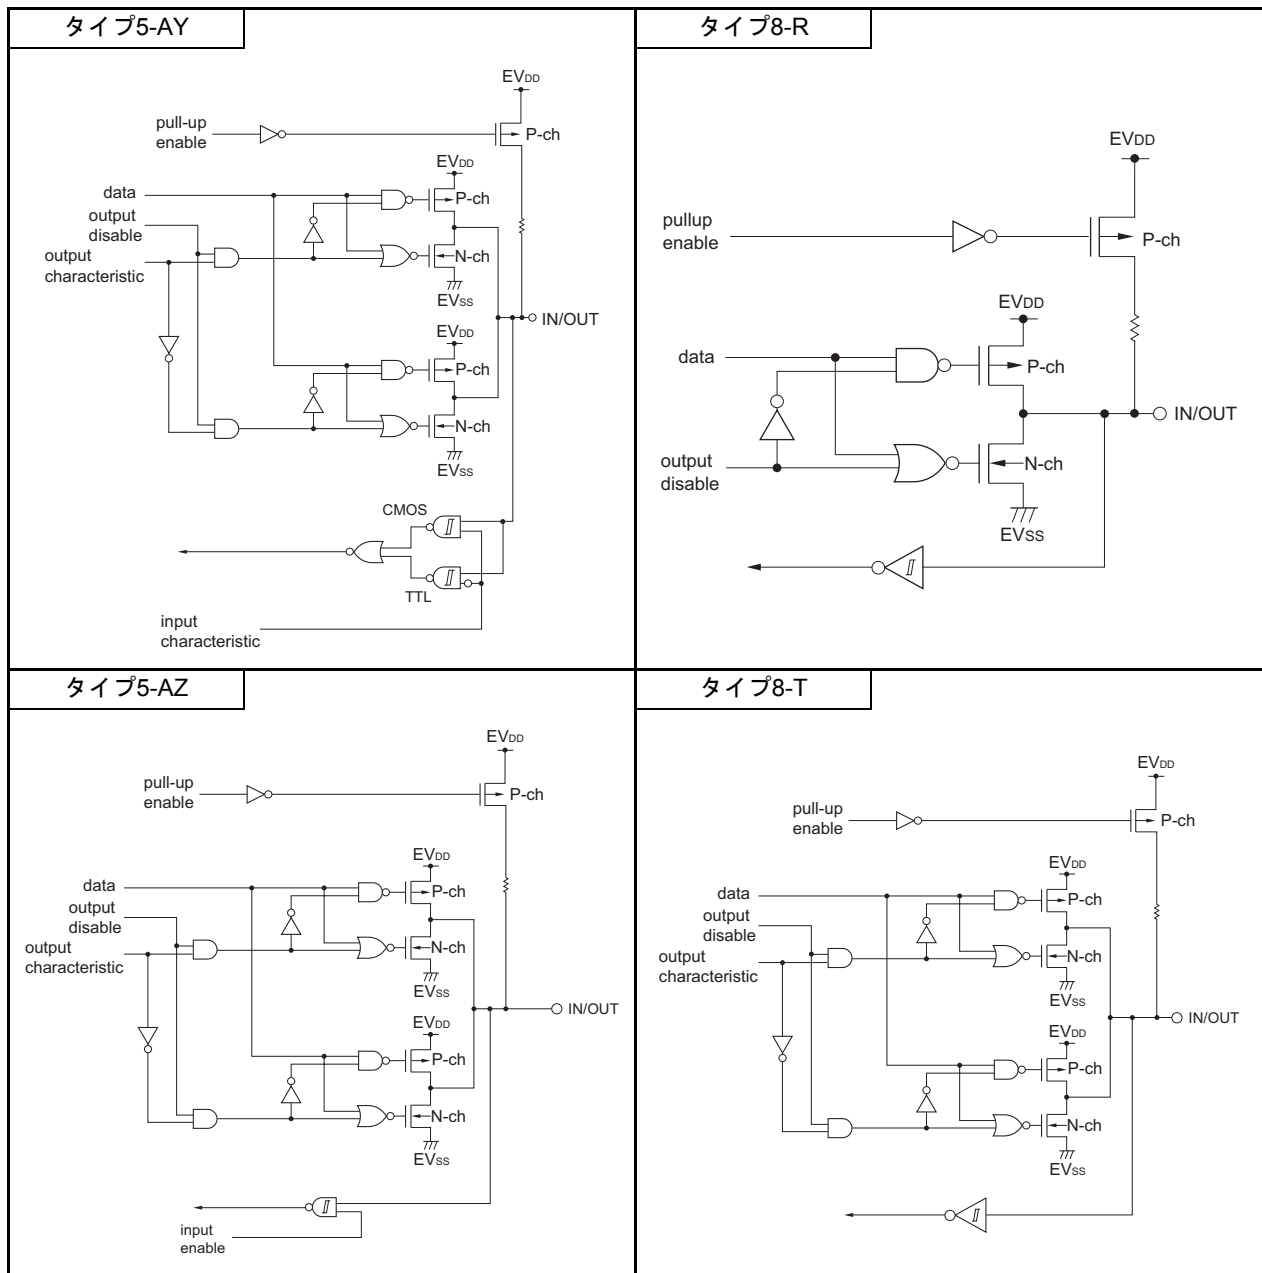 タイプ5-AY
EVDD
pull-up
enable
P-ch
EVDD
data
P-ch
output
disable
output
characteristic
N-ch
EVSS
IN/OUT
EVDD
P-ch
N-ch
EVSS
CMOS
TTL
input
characteristic
タイプ8-R
EVDD
pullup
enable
P-ch
EVDD
data
P-ch
IN/OUT
output
disable
N-ch
EVSS
タイプ5-AZ
EVDD
pull-up
enable
P-ch
EVDD
data
P-ch
output
disable
output
characteristic
N-ch
EVSS
IN/OUT
EVDD
P-ch
N-ch
EVSS
input
enable
タイプ8-T
EVDD
pull-up
enable
P-ch
EVDD
data
P-ch
output
disable
output
characteristic
N-ch
EVSS
IN/OUT
EVDD
P-ch
N-ch
EVSS